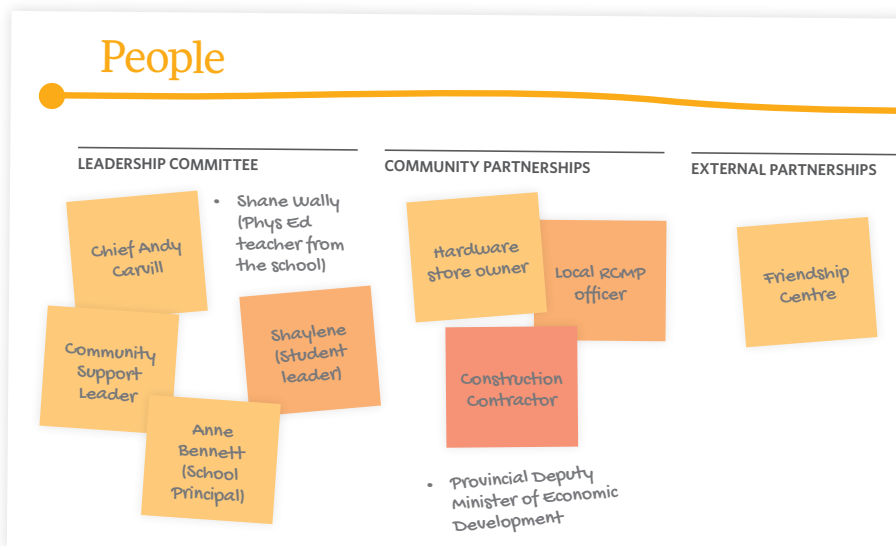 People
LEADERSHIP COMMITTEE
Chief Andy
Carvill
• Shane Wally
(Phys Ed
teacher from
the school)
Community
Support
Leader
Shaylene
(Student
leader)
Anne
Bennett
(School
Principal)
COMMUNITY PARTNERSHIPS
Hardware
store owner
Local RCMP
officer
Construction
Contractor
• Provincial Deputy
Minister of Economic
Development
EXTERNAL PARTNERSHIPS
Friendship
Centre